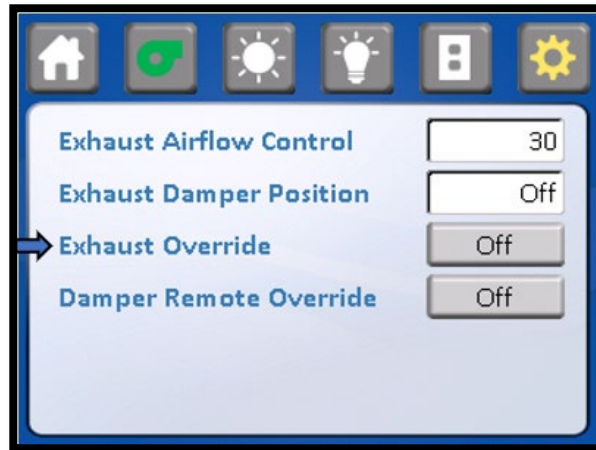 Exhaust Airflow Control 30
Exhaust Damper Position Off
Exhaust Override Off
Damper Remote Override Off